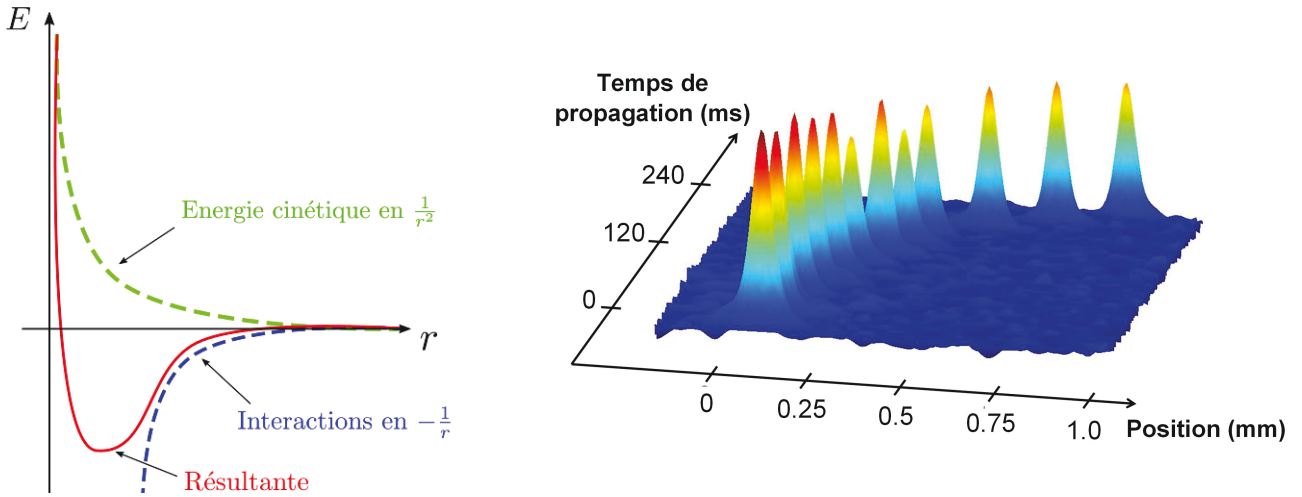 E
Energie cinétique en 1/r²
r
Interactions en −1/r
Résultante
Temps de
propagation (ms)
240
120
0
0
0.25
0.5
0.75
1.0
Position (mm)